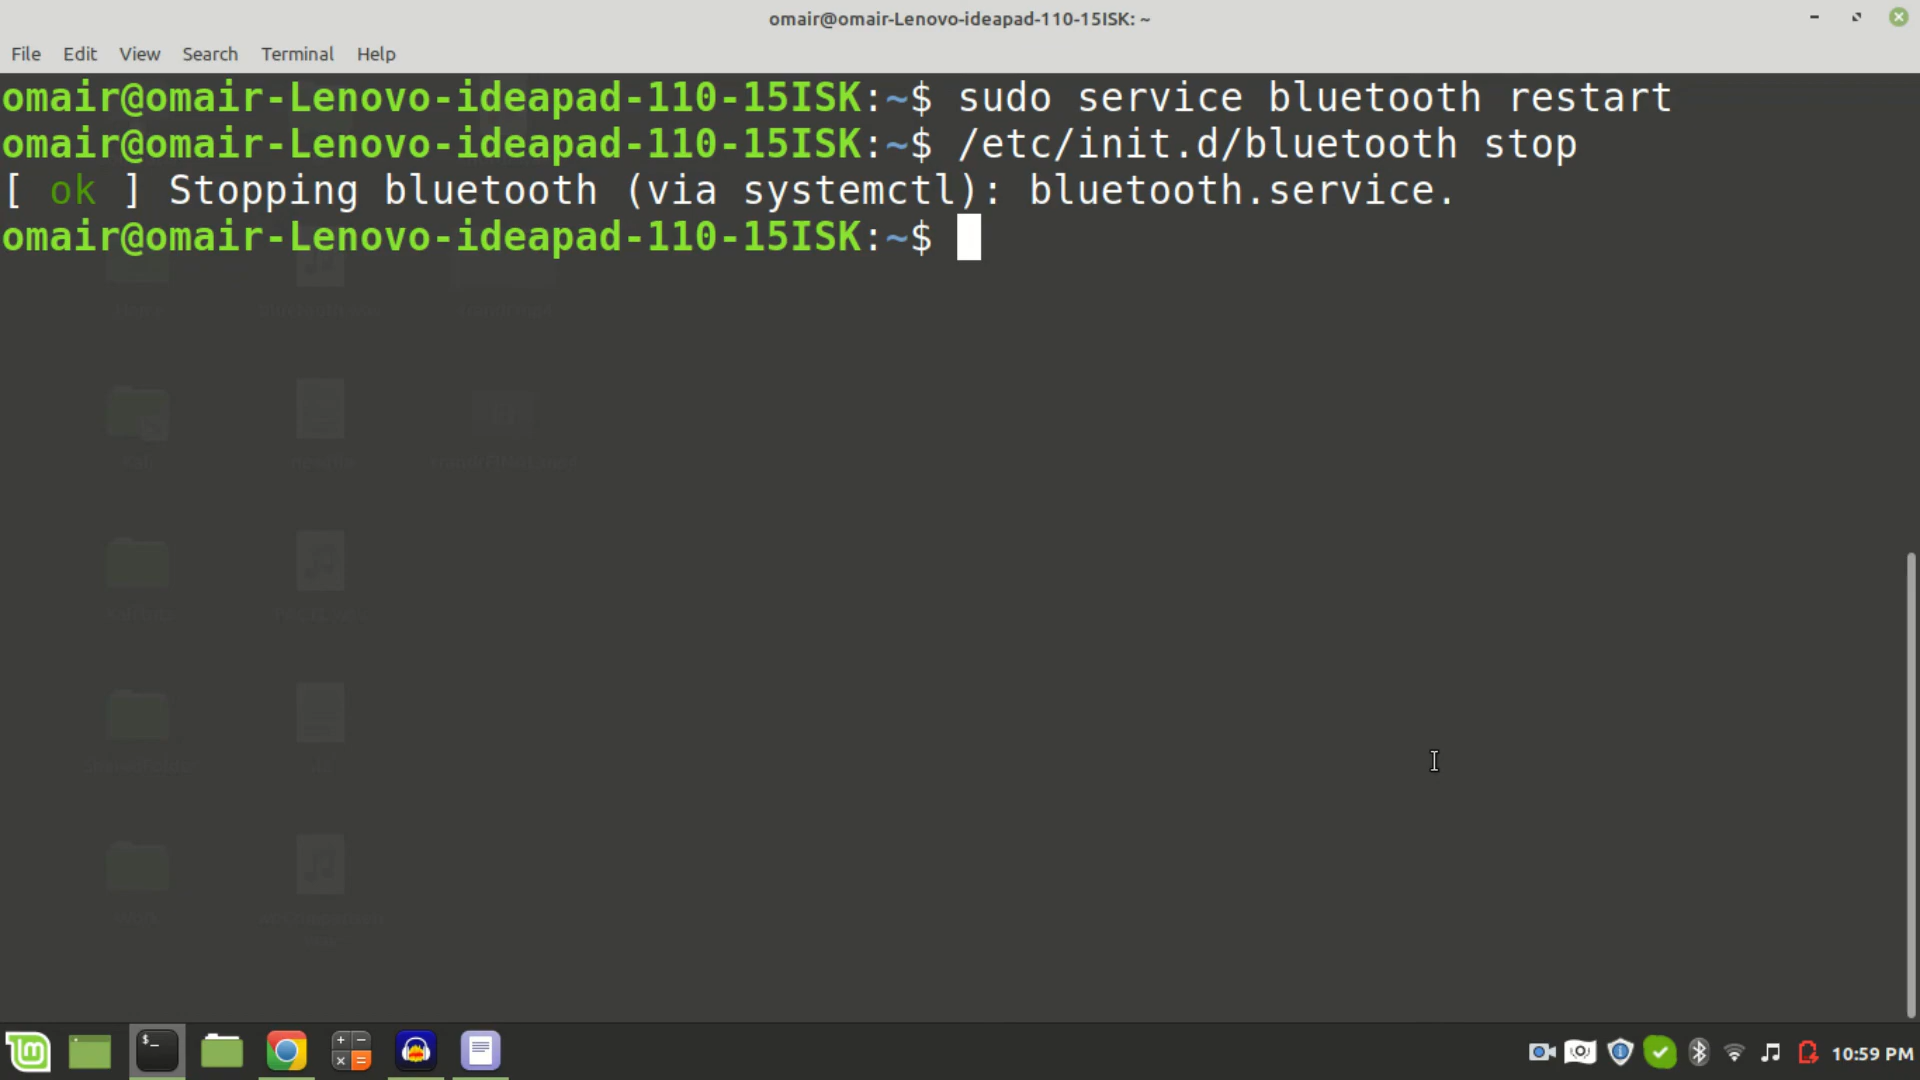 omair@omair-Lenovo-ideapad-110-15ISK: ~
File Edit View Search Terminal Help
omair@omair-Lenovo-ideapad-110-15ISK:~$ sudo service bluetooth restart
omair@omair-Lenovo-ideapad-110-15ISK:~$ /etc/init.d/bluetooth stop
[ ok ] Stopping bluetooth (via systemctl): bluetooth.service.
omair@omair-Lenovo-ideapad-110-15ISK:~$
Kali
10:59 PM